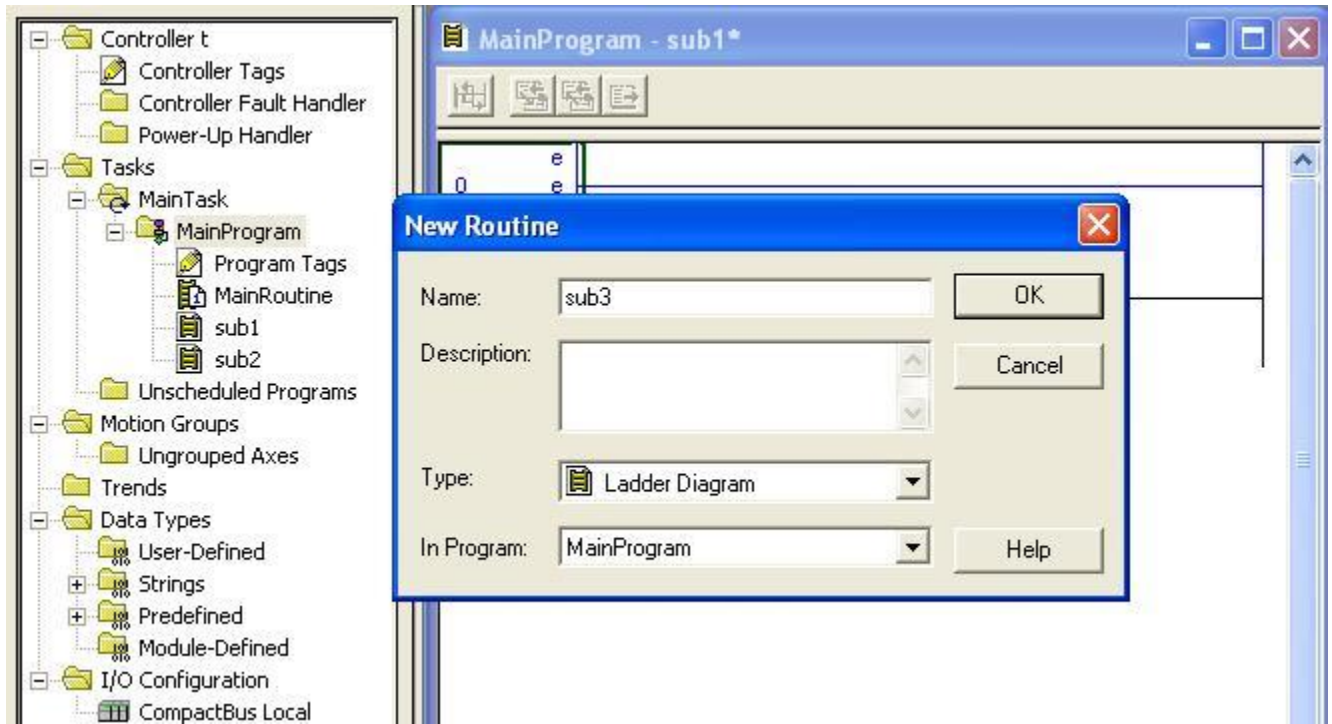 Controller t
Controller Tags
Controller Fault Handler
Power-Up Handler
Tasks
MainTask
MainProgram
Program Tags
MainRoutine
sub1
sub2
Unscheduled Programs
Motion Groups
Ungrouped Axes
Trends
Data Types
User-Defined
Strings
Predefined
Module-Defined
I/O Configuration
CompactBus Local
MainProgram - sub1*
e
0 e
New Routine
Name: sub3
OK
Description:
Cancel
Type: Ladder Diagram
In Program: MainProgram
Help